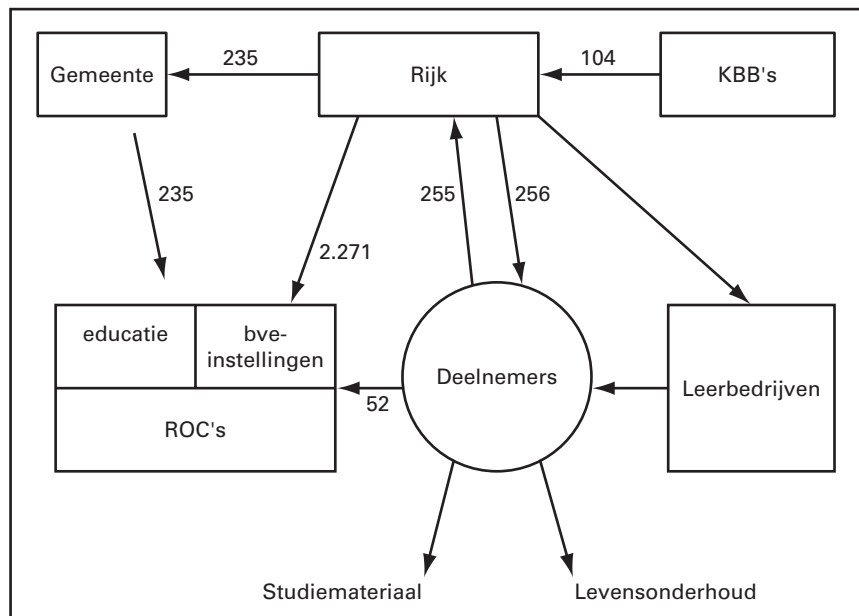 235
104
Gemeente
Rijk
KBB's
235
255
256
2.271
educatie
bve-
instellingen
Deelnemers
Leerbedrijven
52
ROC's
Studiemateriaal
Levensonderhoud